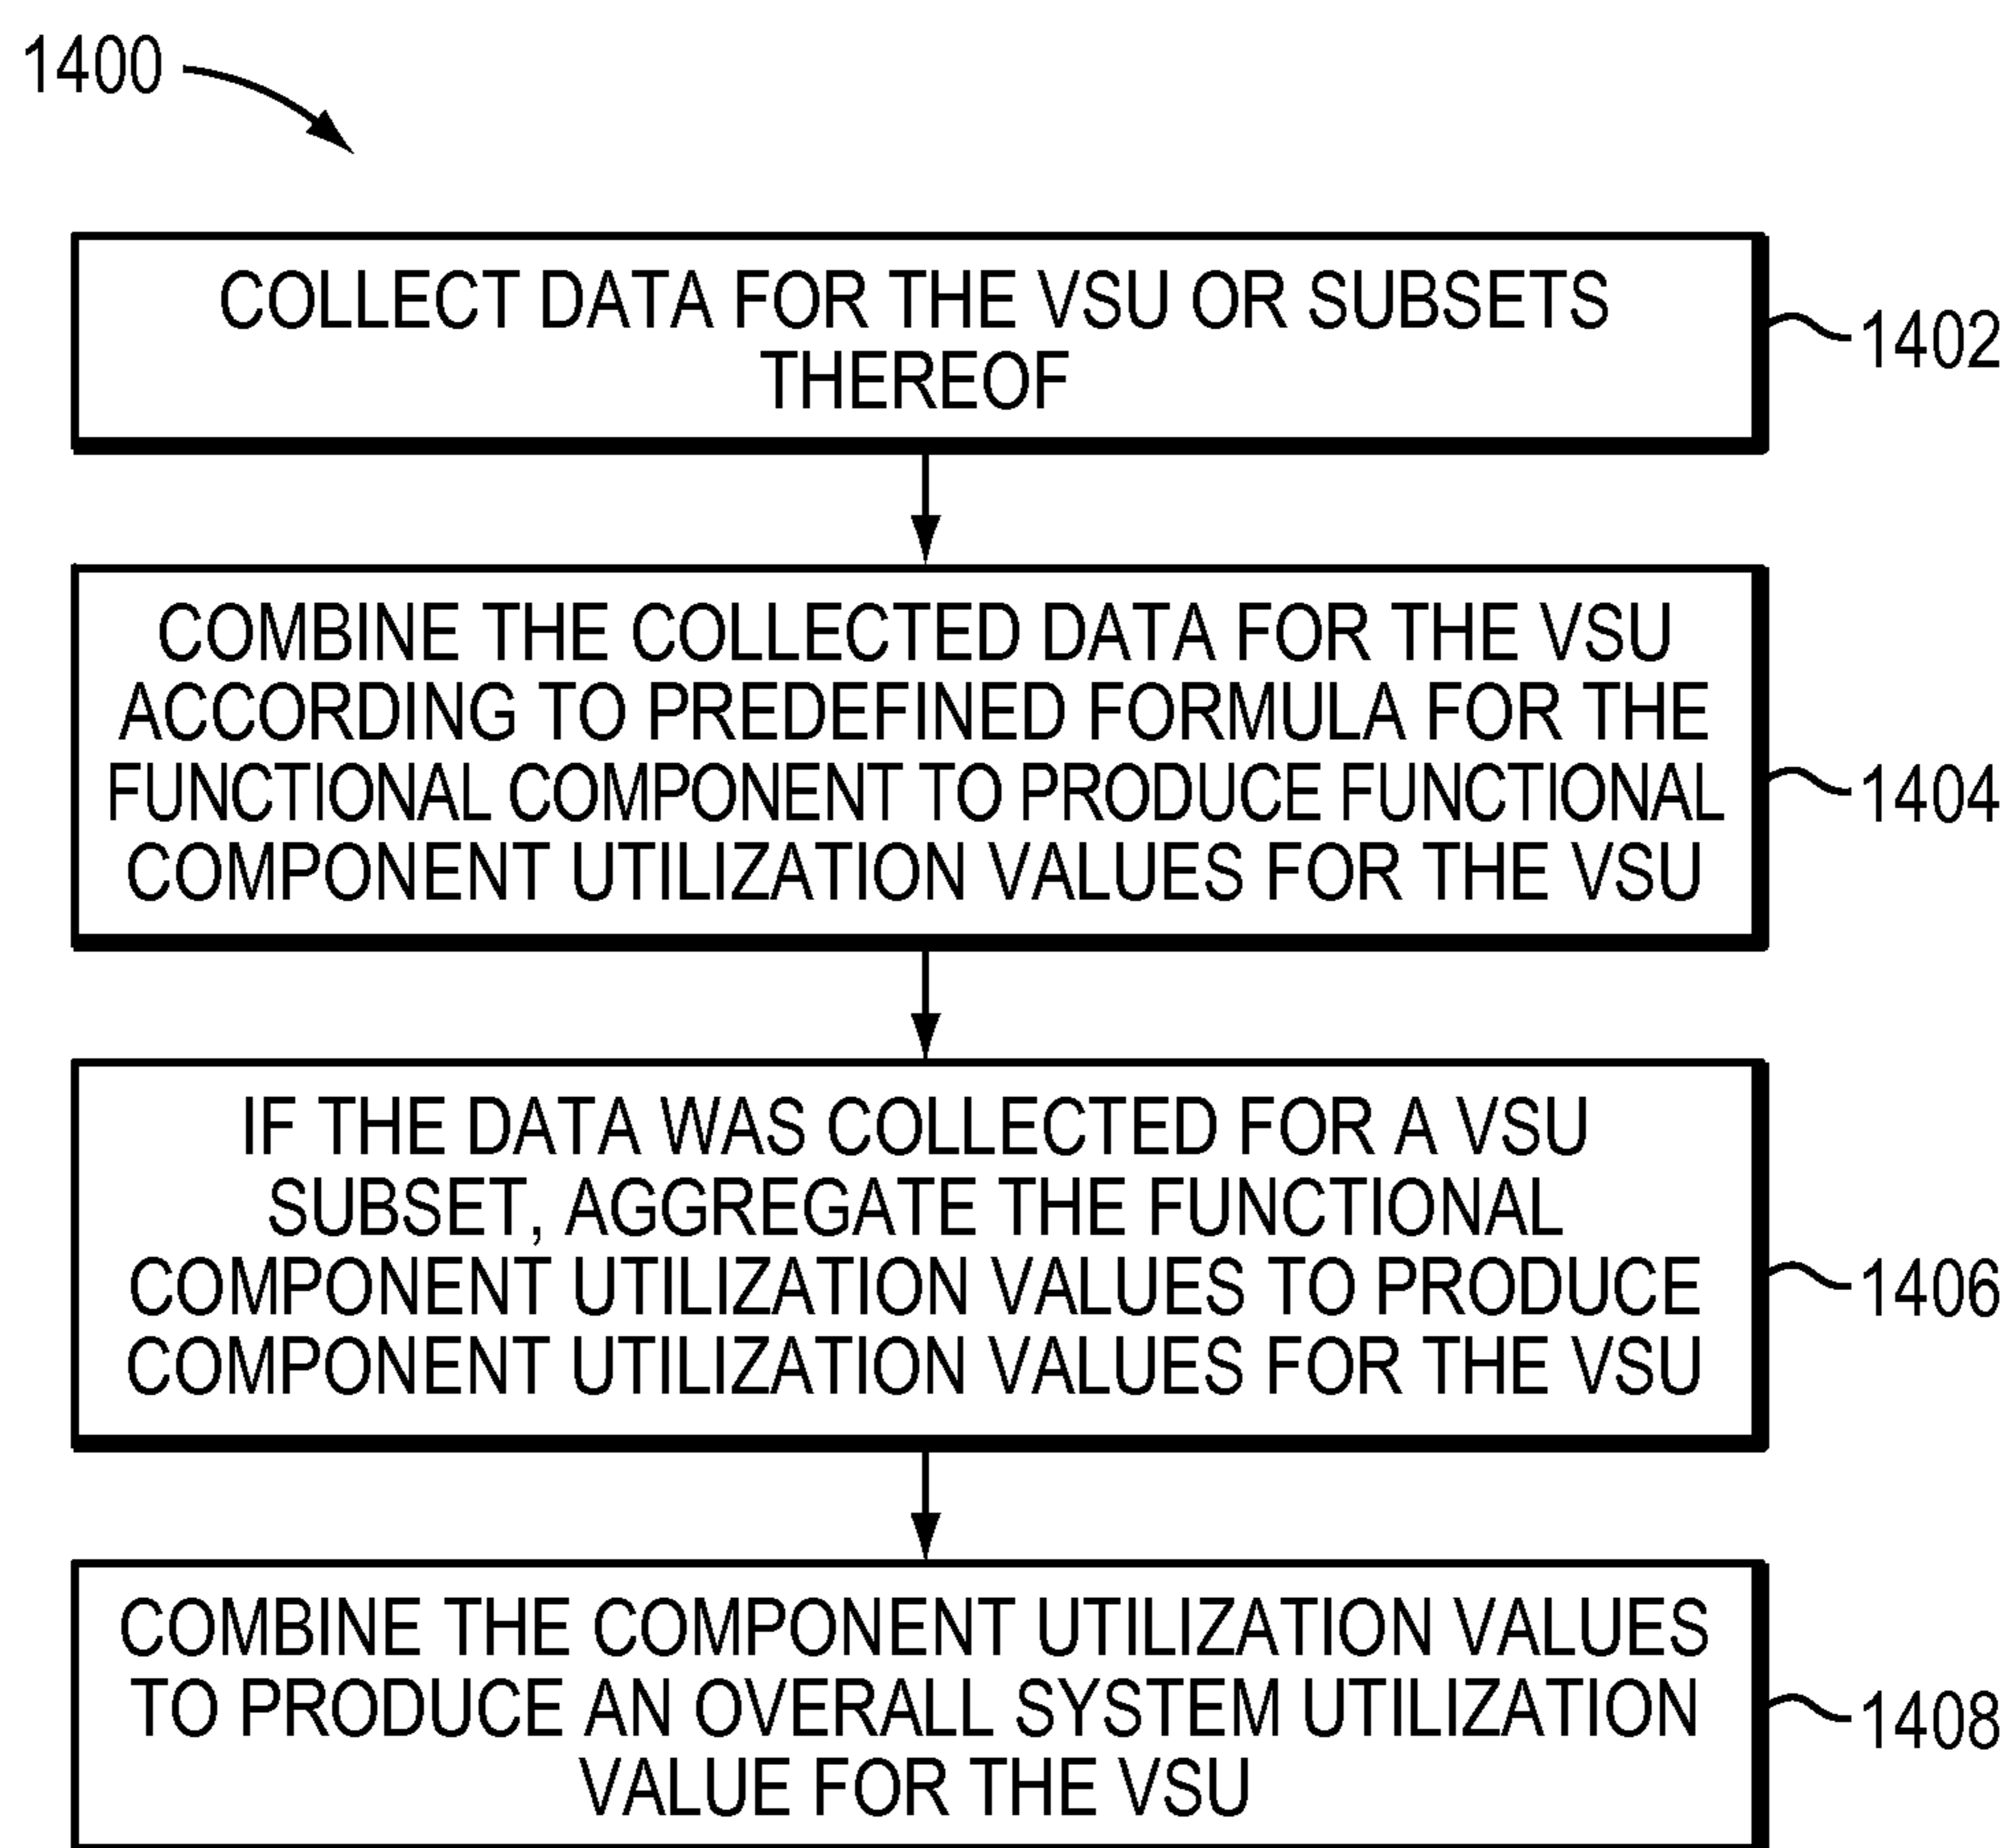 1400
COLLECT DATA FOR THE VSU OR SUBSETS
THEREOF
1402
COMBINE THE COLLECTED DATA FOR THE VSU
ACCORDING TO PREDEFINED FORMULA FOR THE
FUNCTIONAL COMPONENT TO PRODUCE FUNCTIONAL
COMPONENT UTILIZATION VALUES FOR THE VSU
1404
IF THE DATA WAS COLLECTED FOR A VSU
SUBSET, AGGREGATE THE FUNCTIONAL
COMPONENT UTILIZATION VALUES TO PRODUCE
COMPONENT UTILIZATION VALUES FOR THE VSU
1406
COMBINE THE COMPONENT UTILIZATION VALUES
TO PRODUCE AN OVERALL SYSTEM UTILIZATION
VALUE FOR THE VSU
1408